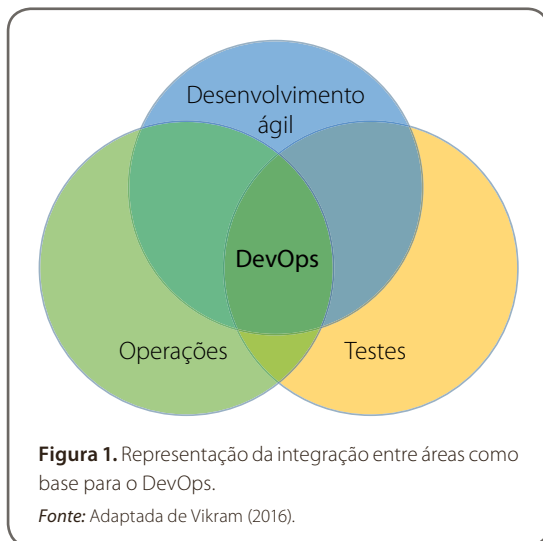 Desenvolvimento
ágil
DevOps
Operações
Testes
Figura 1. Representação da integração entre áreas como
base para o DevOps.
Fonte: Adaptada de Vikram (2016).